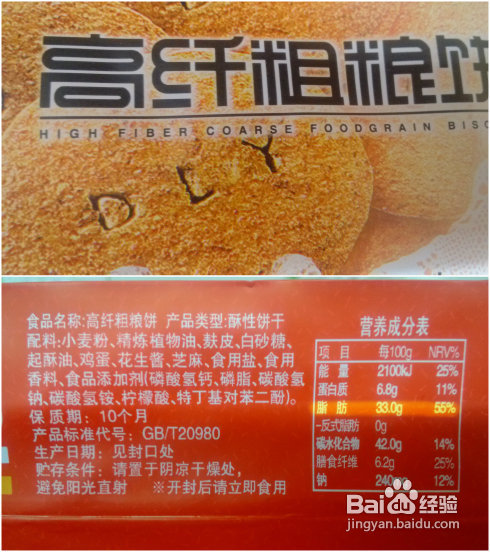 高纤粗粮饼
HIGH FIBER COARSE FOODGRAIN BISC
DLY
食品名称:高纤粗粮饼 产品类型:酥性饼干
配料:小麦粉、精炼植物油、麸皮、白砂糖、
起酥油、鸡蛋、花生酱、芝麻、食用盐、食用
香料、食品添加剂(磷酸氢钙、磷脂、碳酸氢
钠、碳酸氢铵、柠檬酸、特丁基对苯二酚)。
保 质 期: 10个月
产品标准代号: GB/T20980
生产日期: 见封口处
贮存条件: 请置于阴凉干燥处,
避免阳光直射 ※开封后请立即食用
营养成分表
项 目 每100g NRV%
能 量 2100kJ 25%
蛋白质 6.8g 11%
脂 肪 33.0g 55%
-反式脂肪 0g
碳水化合物 42.0g 14%
膳食纤维 6.2g 25%
钠 240 12%
Baidu经验
jingyan.baidu.com